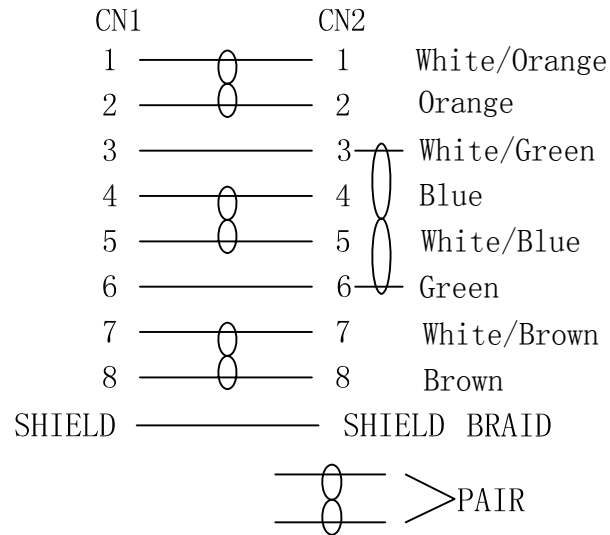 CN1 CN2
1 1 White/Orange
2 2 Orange
3 3 White/Green
4 4 Blue
5 5 White/Blue
6 6 Green
7 7 White/Brown
8 8 Brown
SHIELD SHIELD BRAID
PAIR